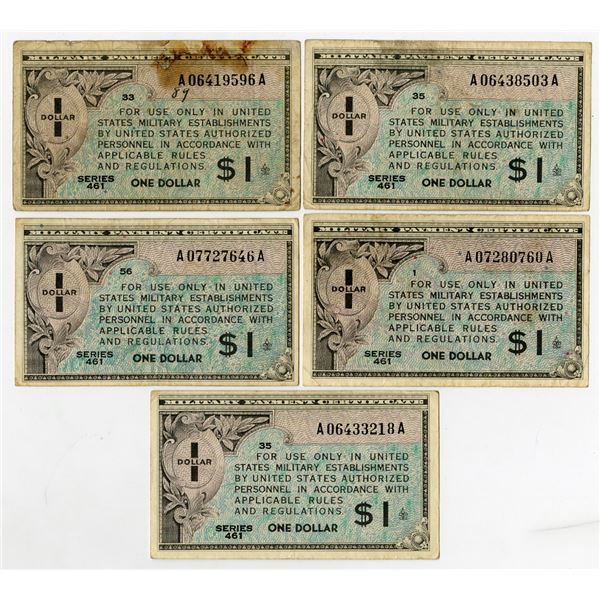 MILITARY PAYMENT CERTIFICATE
A06419596A
33
89
FOR USE ONLY IN UNITED
STATES MILITARY ESTABLISHMENTS
BY UNITED STATES AUTHORIZED
PERSONNEL IN ACCORDANCE WITH
APPLICABLE RULES
AND REGULATIONS.
1
DOLLAR
SERIES
461
ONE DOLLAR
$1
MILITARY PAYMENT CERTIFICATE
A06438503A
35
FOR USE ONLY IN UNITED
STATES MILITARY ESTABLISHMENTS
BY UNITED STATES AUTHORIZED
PERSONNEL IN ACCORDANCE WITH
APPLICABLE RULES
AND REGULATIONS.
1
DOLLAR
SERIES
461
ONE DOLLAR
$1
MILITARY PAYMENT CERTIFICATE
A07727646A
56
FOR USE ONLY IN UNITED
STATES MILITARY ESTABLISHMENTS
BY UNITED STATES AUTHORIZED
PERSONNEL IN ACCORDANCE WITH
APPLICABLE RULES
AND REGULATIONS.
1
DOLLAR
SERIES
461
ONE DOLLAR
$1
MILITARY PAYMENT CERTIFICATE
A07280760A
1
FOR USE ONLY IN UNITED
STATES MILITARY ESTABLISHMENTS
BY UNITED STATES AUTHORIZED
PERSONNEL IN ACCORDANCE WITH
APPLICABLE RULES
AND REGULATIONS.
1
DOLLAR
SERIES
461
ONE DOLLAR
$1
MILITARY PAYMENT CERTIFICATE
A06433218A
35
FOR USE ONLY IN UNITED
STATES MILITARY ESTABLISHMENTS
BY UNITED STATES AUTHORIZED
PERSONNEL IN ACCORDANCE WITH
APPLICABLE RULES
AND REGULATIONS.
1
DOLLAR
SERIES
461
ONE DOLLAR
$1